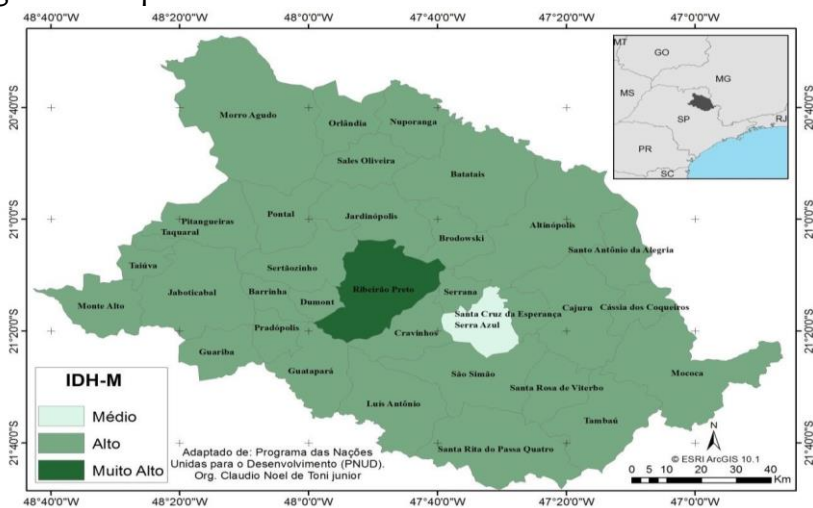 48°40'0"W
48°20'0"W
48°0'0"W
47°40'0"W
47°20'0"W
47°0'0"W
MT
GO
MG
MS
SP
RJ
PR
SC
20°40'0"S
20°40'0"S
Morro Agudo
Orlândia
Nuporanga
Sales Oliveira
Batatais
21°0'0"S
21°0'0"S
Pitangueiras
Pontal
Jardinópolis
Taquaral
Altinópolis
Brodowski
Santo Antônio da Alegria
Taiúva
Sertãozinho
Monte Alto
Jaboticabal
Barrinha
Dumont
Ribeirão Preto
Serrana
Cajuru
Cássia dos Coqueiros
Santa Cruz da Esperança
Serra Azul
21°20'0"S
21°20'0"S
Pradópolis
Cravinhos
Guariba
Guatapará
São Simão
Mococa
Santa Rosa de Viterbo
Luís Antônio
Tambaú
Santa Rita do Passa Quatro
21°40'0"S
21°40'0"S
IDH-M
Médio
Alto
Muito Alto
Adaptado de: Programa das Nações
Unidas para o Desenvolvimento (PNUD).
Org. Claudio Noel de Toni junior
N
© ESRI ArcGIS 10.1
0 5 10 20 30 40
Km
48°40'0"W
48°20'0"W
48°0'0"W
47°40'0"W
47°20'0"W
47°0'0"W